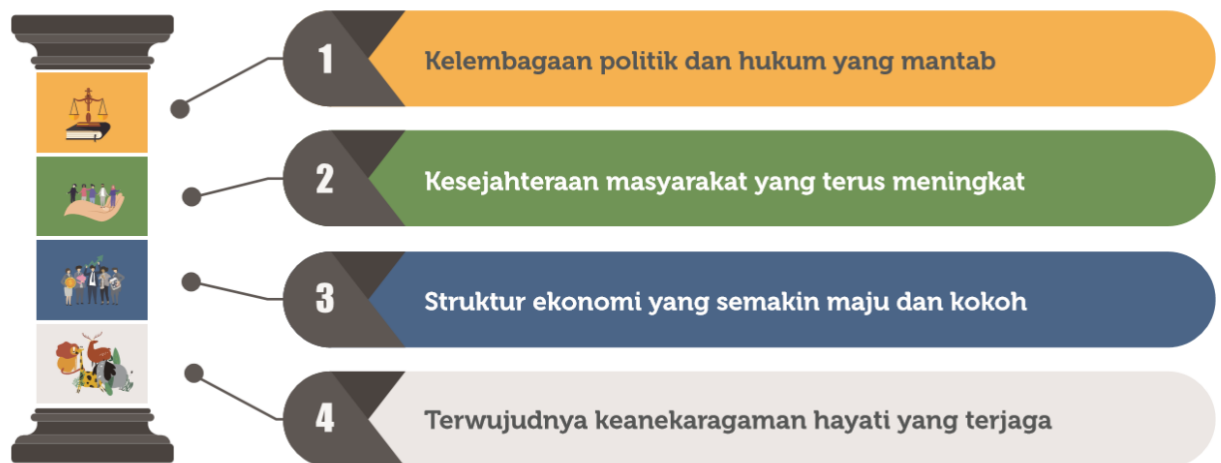 1
Kelembagaan politik dan hukum yang mantab
2
Kesejahteraan masyarakat yang terus meningkat
3
Struktur ekonomi yang semakin maju dan kokoh
4
Terwujudnya keanekaragaman hayati yang terjaga